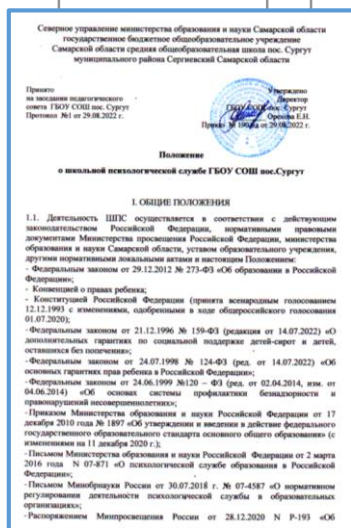 Северное управление министерства образования и науки Самарской области
государственное бюджетное общеобразовательное учреждение
Самарской области средняя общеобразовательная школа пос. Сургут
муниципального района Сергиевский Самарской области
Принято
на заседании педагогического
совета ГБОУ СОШ пос. Сургут
Протокол №1 от 29.08.2022 г.
Утверждено
Директор
ГБОУ СОШ пос. Сургут
Орехова Е.Н.
Приказ № от 29.08.2022 г.
Положение
о школьной психологической службе ГБОУ СОШ пос.Сургут
I. ОБЩИЕ ПОЛОЖЕНИЯ
1.1. Деятельность ШПС осуществляется в соответствии с действующим
законодательством Российской Федерации, нормативными правовыми
документами Министерства просвещения Российской Федерации, министерства
образования и науки Самарской области, уставом образовательного учреждения,
другими нормативными локальными актами и настоящим Положением:
- Федеральным законом от 29.12.2012 № 273-ФЗ «Об образовании в Российской
Федерации»;
- Конвенцией о правах ребенка;
- Конституцией Российской Федерации (принята всенародным голосованием
12.12.1993 с изменениями, одобренными в ходе общероссийского голосования
01.07.2020);
-Федеральным законом от 21.12.1996 № 159-ФЗ (редакция от 14.07.2022) «О
дополнительных гарантиях по социальной поддержке детей-сирот и детей,
оставшихся без попечения»;
-Федеральным законом от 24.07.1998 № 124-ФЗ (ред. от 14.07.2022) «Об
основных гарантиях прав ребенка в Российской Федерации»;
-Федеральным законом от 24.06.1999 №120 – ФЗ (ред. от 02.04.2014, изм. от
04.06.2014) «Об основах системы профилактики безнадзорности и
правонарушений несовершеннолетних»;
-Приказом Министерства образования и науки Российской Федерации от 17
декабря 2010 года № 1897 «Об утверждении и введении в действие федерального
государственного образовательного стандарта основного общего образования» (с
изменениями на 11 декабря 2020 г.);
-Письмом Министерства образования и науки Российской Федерации от 2 марта
2016 года N 07-871 «О психологической службе образования в Российской
Федерации»;
-Письмом Минобрнауки России от 30.07.2018 г. № 07-4587 «О нормативном
регулировании деятельности психологической службы в образовательных
организациях»;
-Распоряжением Минпросвещения России от 28.12.2020 N Р-193 «Об